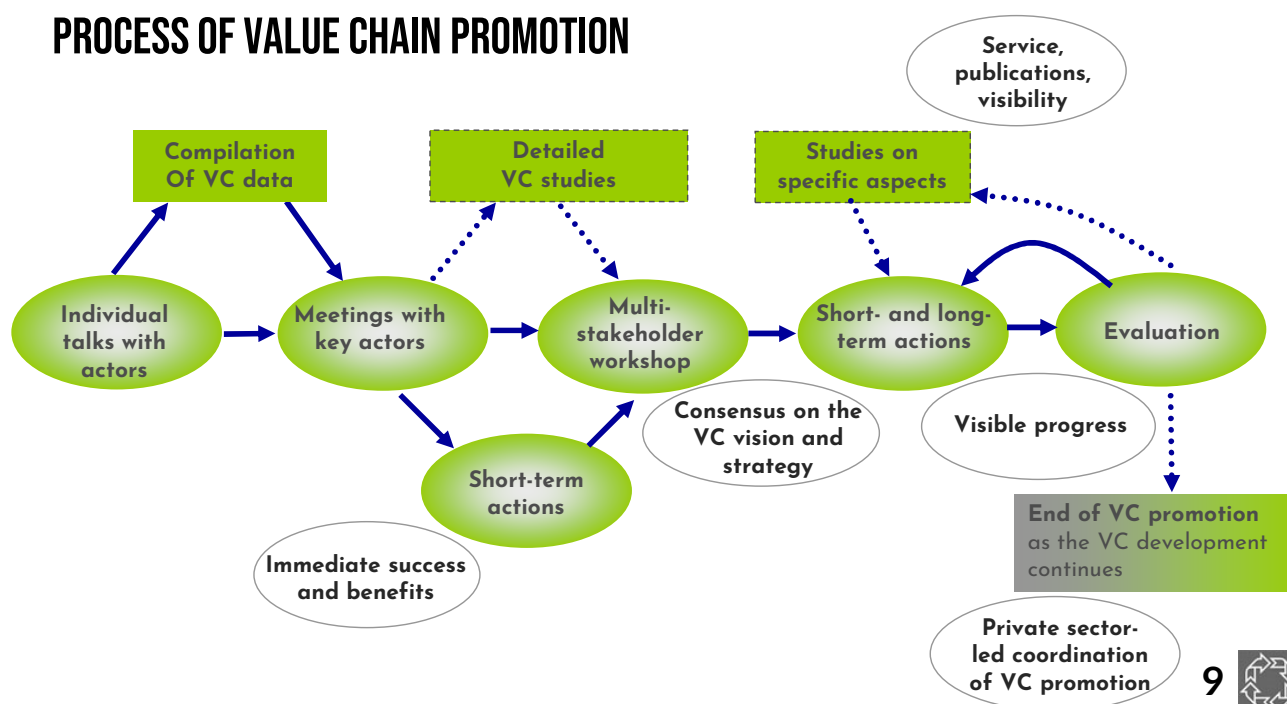 PROCESS OF VALUE CHAIN PROMOTION
Service,
publications,
visibility
Compilation
Of VC data
Detailed
VC studies
Studies on
specific aspects
Individual
talks with
actors
Meetings with
key actors
Multi-
stakeholder
workshop
Short- and long-
term actions
Evaluation
Consensus on the
VC vision and
strategy
Visible progress
Short-term
actions
Immediate success
and benefits
End of VC promotion
as the VC development
continues
Private sector-
led coordination
of VC promotion
9